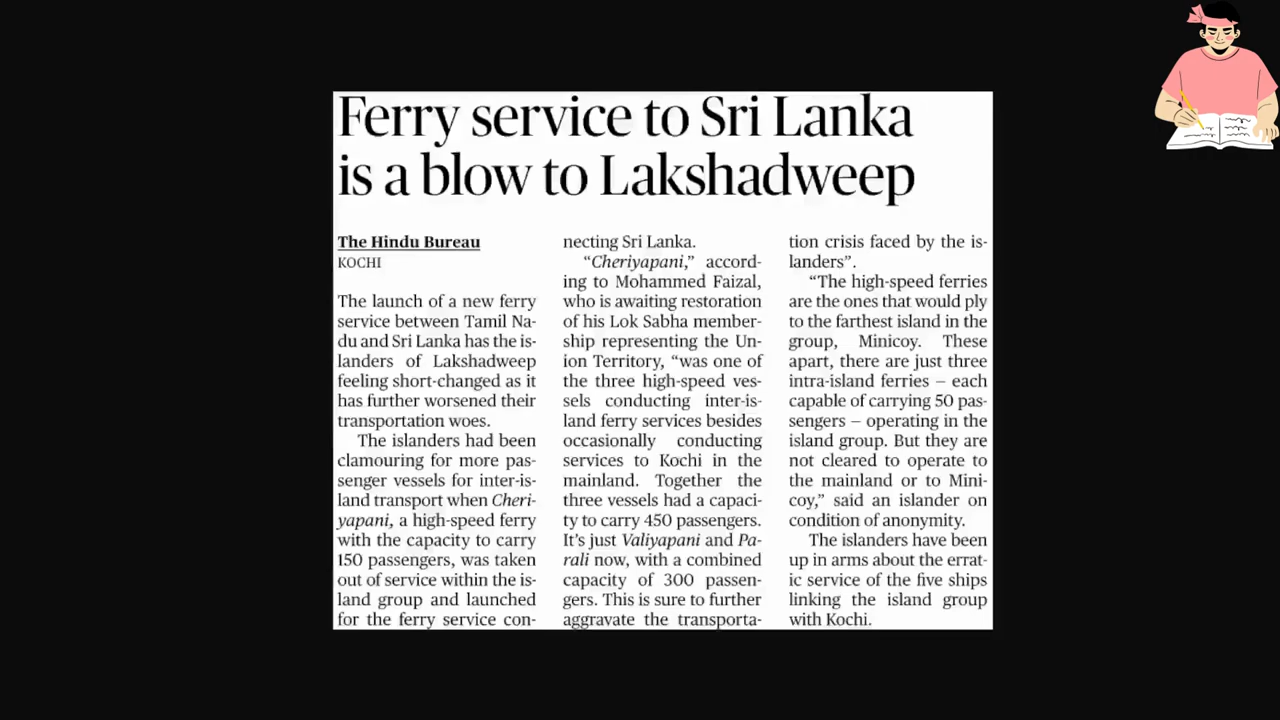 Ferry service to Sri Lanka
is a blow to Lakshadweep
The Hindu Bureau
KOCHI
The launch of a new ferry
service between Tamil Na-
du and Sri Lanka has the is-
landers of Lakshadweep
feeling short-changed as it
has further worsened their
transportation woes.
The islanders had been
clamouring for more pas-
senger vessels for inter-is-
land transport when Cheri-
yapani, a high-speed ferry
with the capacity to carry
150 passengers, was taken
out of service within the is-
land group and launched
for the ferry service con-
necting Sri Lanka.
“Cheriyapani,” accord-
ing to Mohammed Faizal,
who is awaiting restoration
of his Lok Sabha member-
ship representing the Un-
ion Territory, “was one of
the three high-speed ves-
sels conducting inter-is-
land ferry services besides
occasionally conducting
services to Kochi in the
mainland. Together the
three vessels had a capaci-
ty to carry 450 passengers.
It’s just Valiyapani and Pa-
rali now, with a combined
capacity of 300 passen-
gers. This is sure to further
aggravate the transporta-
tion crisis faced by the is-
landers”.
“The high-speed ferries
are the ones that would ply
to the farthest island in the
group, Minicoy. These
apart, there are just three
intra-island ferries – each
capable of carrying 50 pas-
sengers – operating in the
island group. But they are
not cleared to operate to
the mainland or to Mini-
coy,” said an islander on
condition of anonymity.
The islanders have been
up in arms about the errat-
ic service of the five ships
linking the island group
with Kochi.